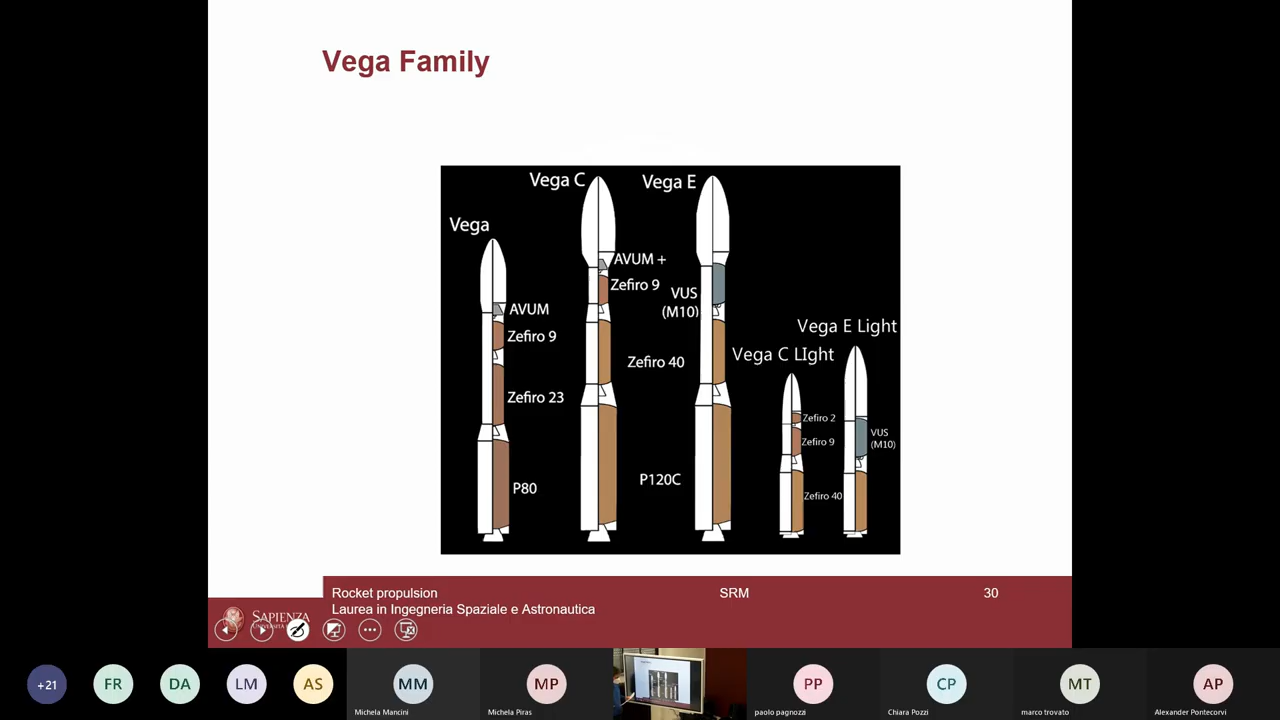 Vega Family
Vega C
Vega E
Vega
AVUM +
Zefiro 9
VUS
(M10)
AVUM
Zefiro 9
Zefiro 40
Zefiro 23
P120C
P80
Vega E Light
Vega C LIght
Zefiro 2
Zefiro 9
VUS
(M10)
Zefiro 40
Rocket propulsion
SRM
30
Laurea in Ingegneria Spaziale e Astronautica
SAPIENZA
+21
FR
DA
LM
AS
MM
MP
PP
CP
MT
AP
Michela Mancini
Michela Piras
paolo pagnozzi
Chiara Pozzi
marco trovato
Alexander Pontecorvi